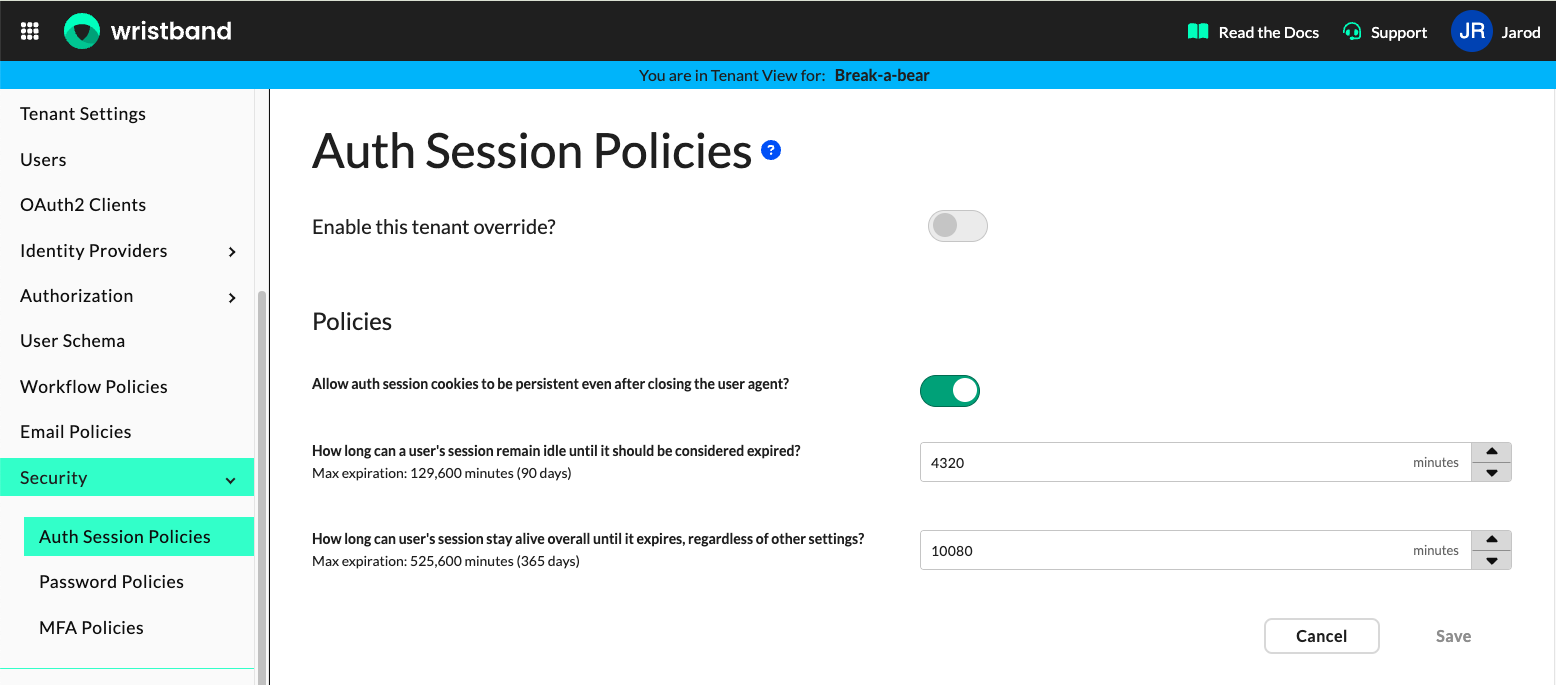 wristband
Read the Docs
Support
JR
Jarod
You are in Tenant View for: Break-a-bear
Tenant Settings
Users
OAuth2 Clients
Identity Providers
Authorization
User Schema
Workflow Policies
Email Policies
Security
Auth Session Policies
Password Policies
MFA Policies
Auth Session Policies ?
Enable this tenant override?
Policies
Allow auth session cookies to be persistent even after closing the user agent?
How long can a user's session remain idle until it should be considered expired?
Max expiration: 129,600 minutes (90 days)
4320 minutes
How long can user's session stay alive overall until it expires, regardless of other settings?
Max expiration: 525,600 minutes (365 days)
10080 minutes
Cancel
Save